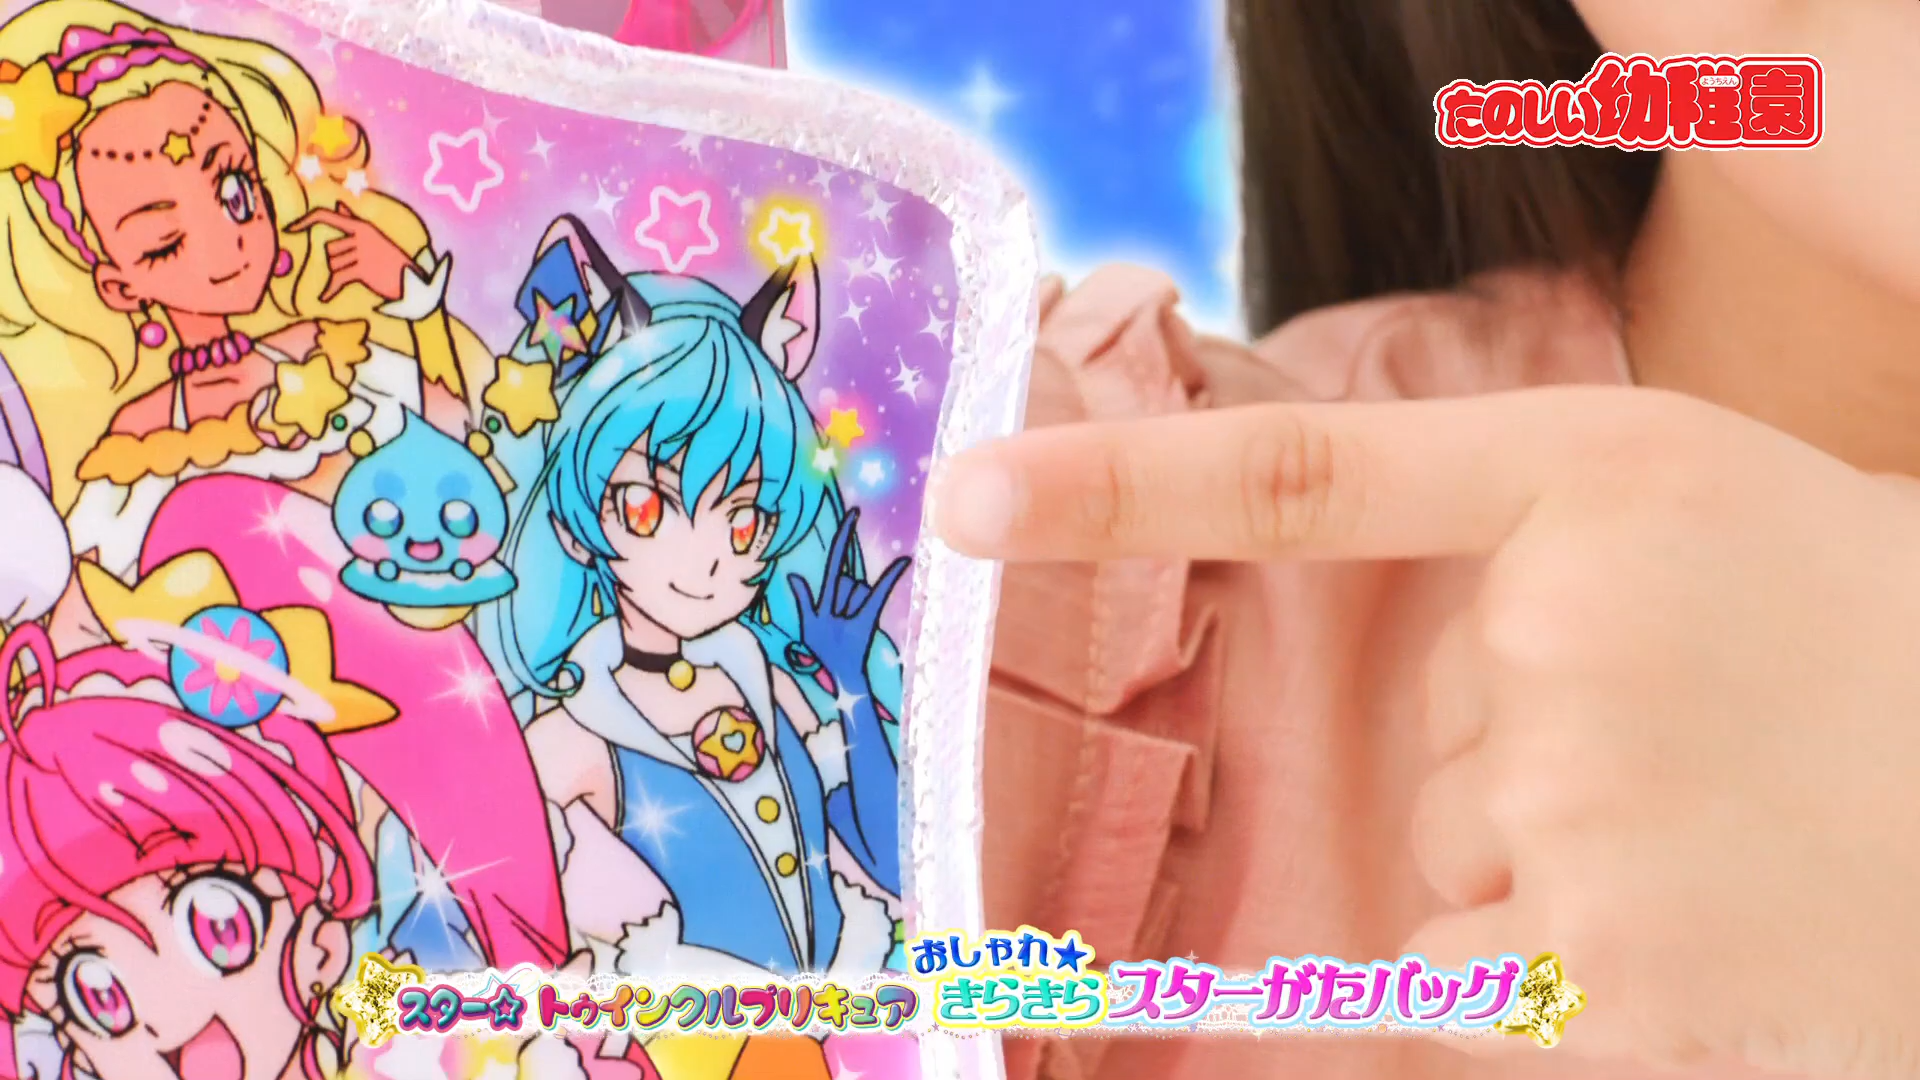 たのしい幼稚園
ようちえん
おしゃれ★
スター☆トゥインクルプリキュア きらきら スターがたバッグ